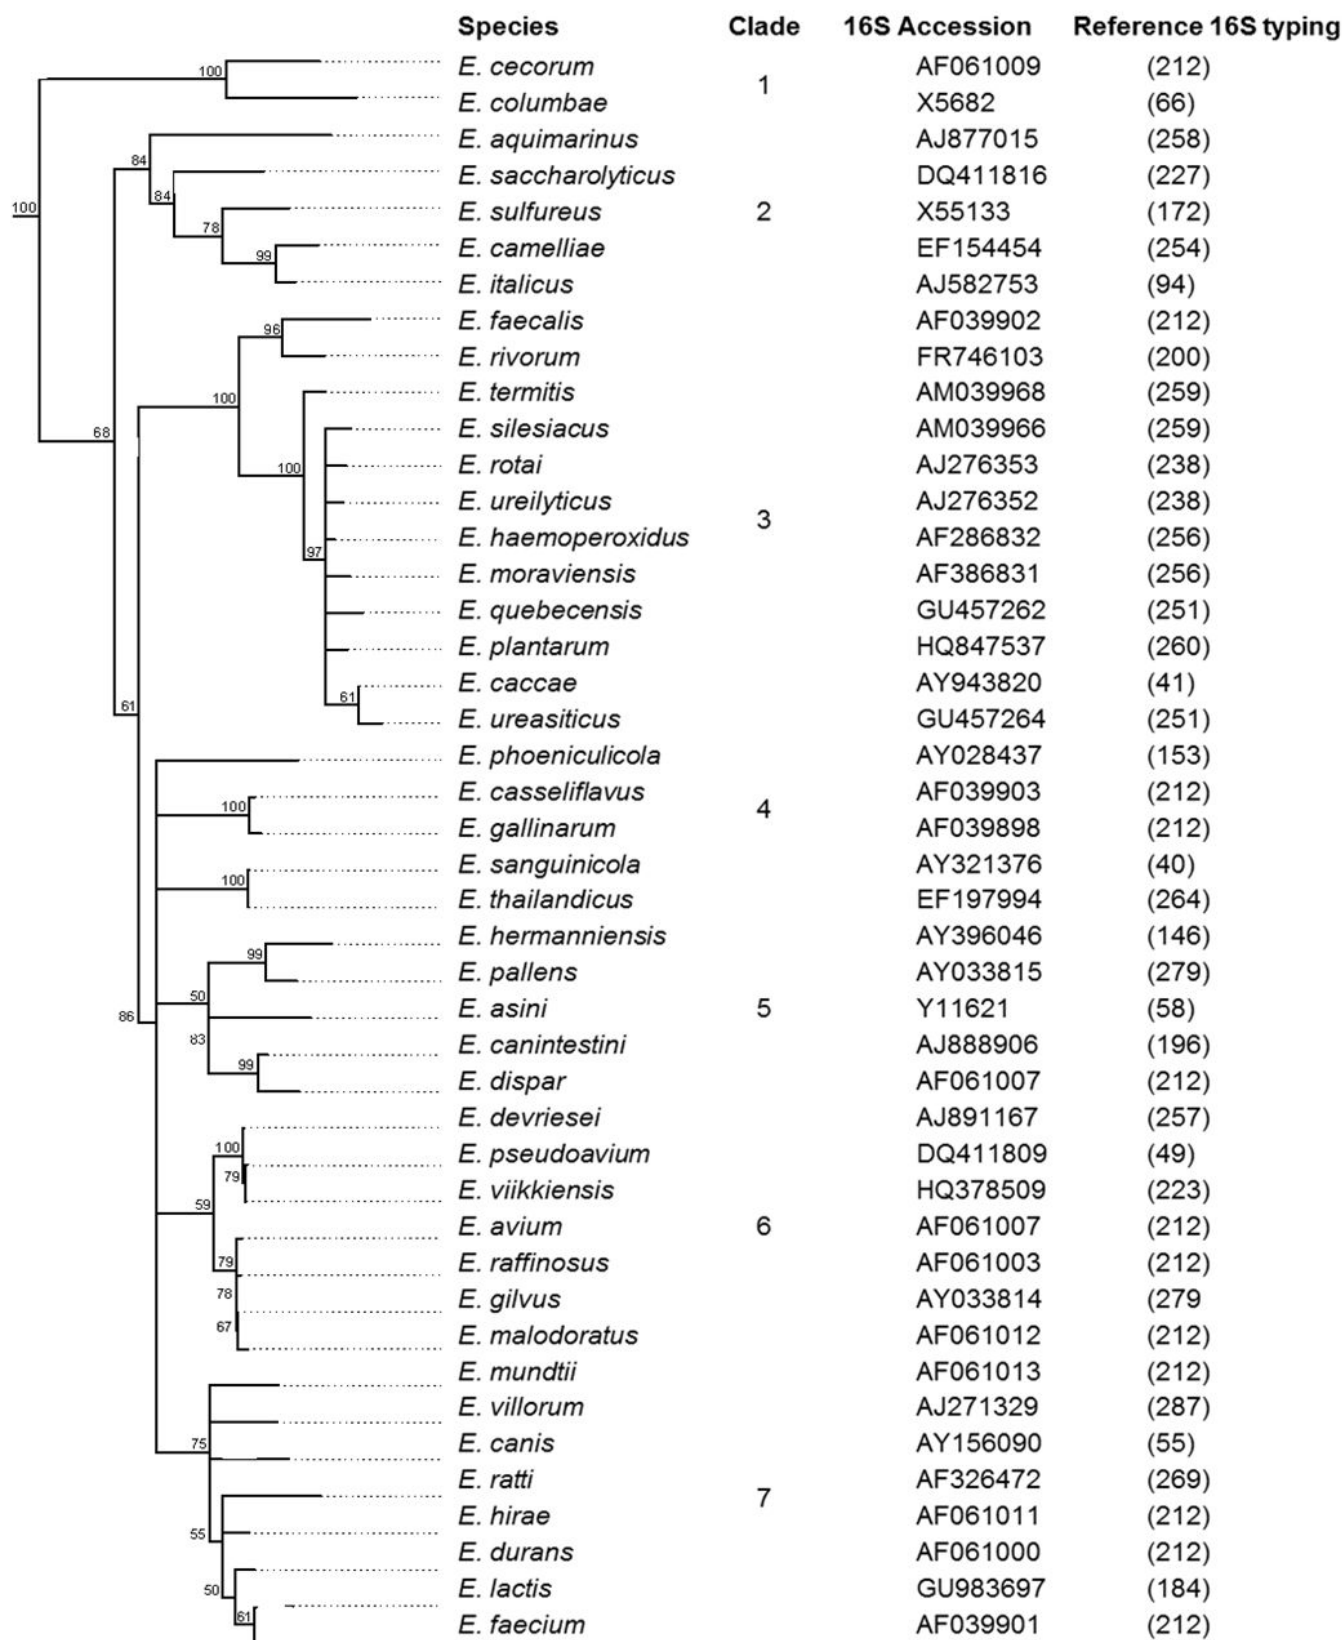 Species Clade 16S Accession Reference 16S typing
E. cecorum AF061009 (212)
100 1
E. columbae X5682 (66)
E. aquimarinus AJ877015 (258)
84
E. saccharolyticus DQ411816 (227)
84
100 E. sulfureus 2 X55133 (172)
78
E. camelliae EF154454 (254)
99
E. italicus AJ582753 (94)
E. faecalis AF039902 (212)
96
E. rivorum FR746103 (200)
E. termitis AM039968 (259)
100
E. silesiacus AM039966 (259)
68
E. rotai AJ276353 (238)
100
E. ureilyticus AJ276352 (238)
3
E. haemoperoxidus AF286832 (256)
97
E. moraviensis AF386831 (256)
E. quebecensis GU457262 (251)
E. plantarum HQ847537 (260)
E. caccae AY943820 (41)
61
61 E. ureasiticus GU457264 (251)
E. phoeniculicola AY028437 (153)
E. casseliflavus AF039903 (212)
100 4
E. gallinarum AF039898 (212)
E. sanguinicola AY321376 (40)
100
E. thailandicus EF197994 (264)
E. hermanniensis AY396046 (146)
99
E. pallens AY033815 (279)
50
E. asini 5 Y11621 (58)
86
83
E. canintestini AJ888906 (196)
99
E. dispar AF061007 (212)
E. devriesei AJ891167 (257)
100
E. pseudoavium DQ411809 (49)
79
E. viikkiensis HQ378509 (223)
59
E. avium 6 AF061007 (212)
79
E. raffinosus AF061003 (212)
78
E. gilvus AY033814 (279
67
E. malodoratus AF061012 (212)
E. mundtii AF061013 (212)
E. villorum AJ271329 (287)
75 E. canis AY156090 (55)
E. ratti AF326472 (269)
7
E. hirae AF061011 (212)
55
E. durans AF061000 (212)
50 E. lactis GU983697 (184)
61 E. faecium AF039901 (212)